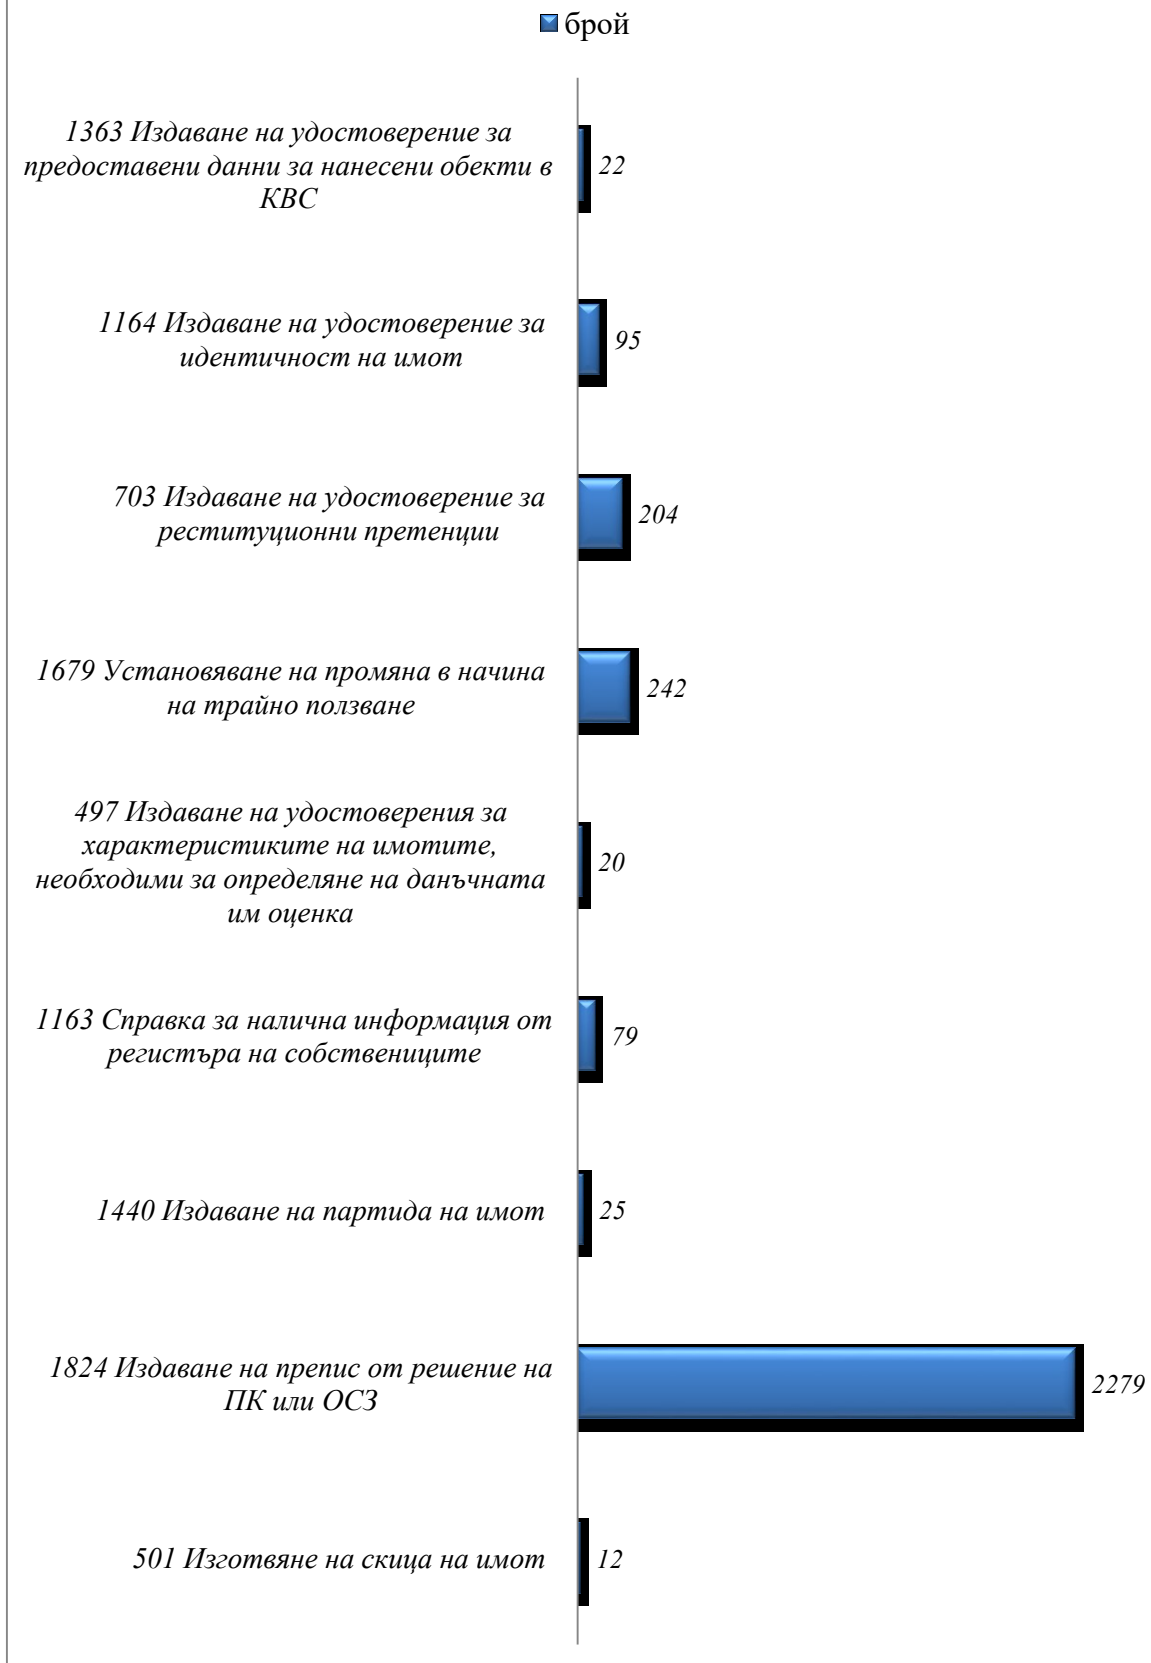 брой
1363 Издаване на удостоверение за
предоставени данни за нанесени обекти в
КВС
22
1164 Издаване на удостоверение за
идентичност на имот
95
703 Издаване на удостоверение за
реституционни претенции
204
1679 Установяване на промяна в начина
на трайно ползване
242
497 Издаване на удостоверения за
характеристиките на имотите,
необходими за определяне на данъчната
им оценка
20
1163 Справка за налична информация от
регистъра на собствениците
79
1440 Издаване на партида на имот
25
1824 Издаване на препис от решение на
ПК или ОСЗ
2279
501 Изготвяне на скица на имот
12